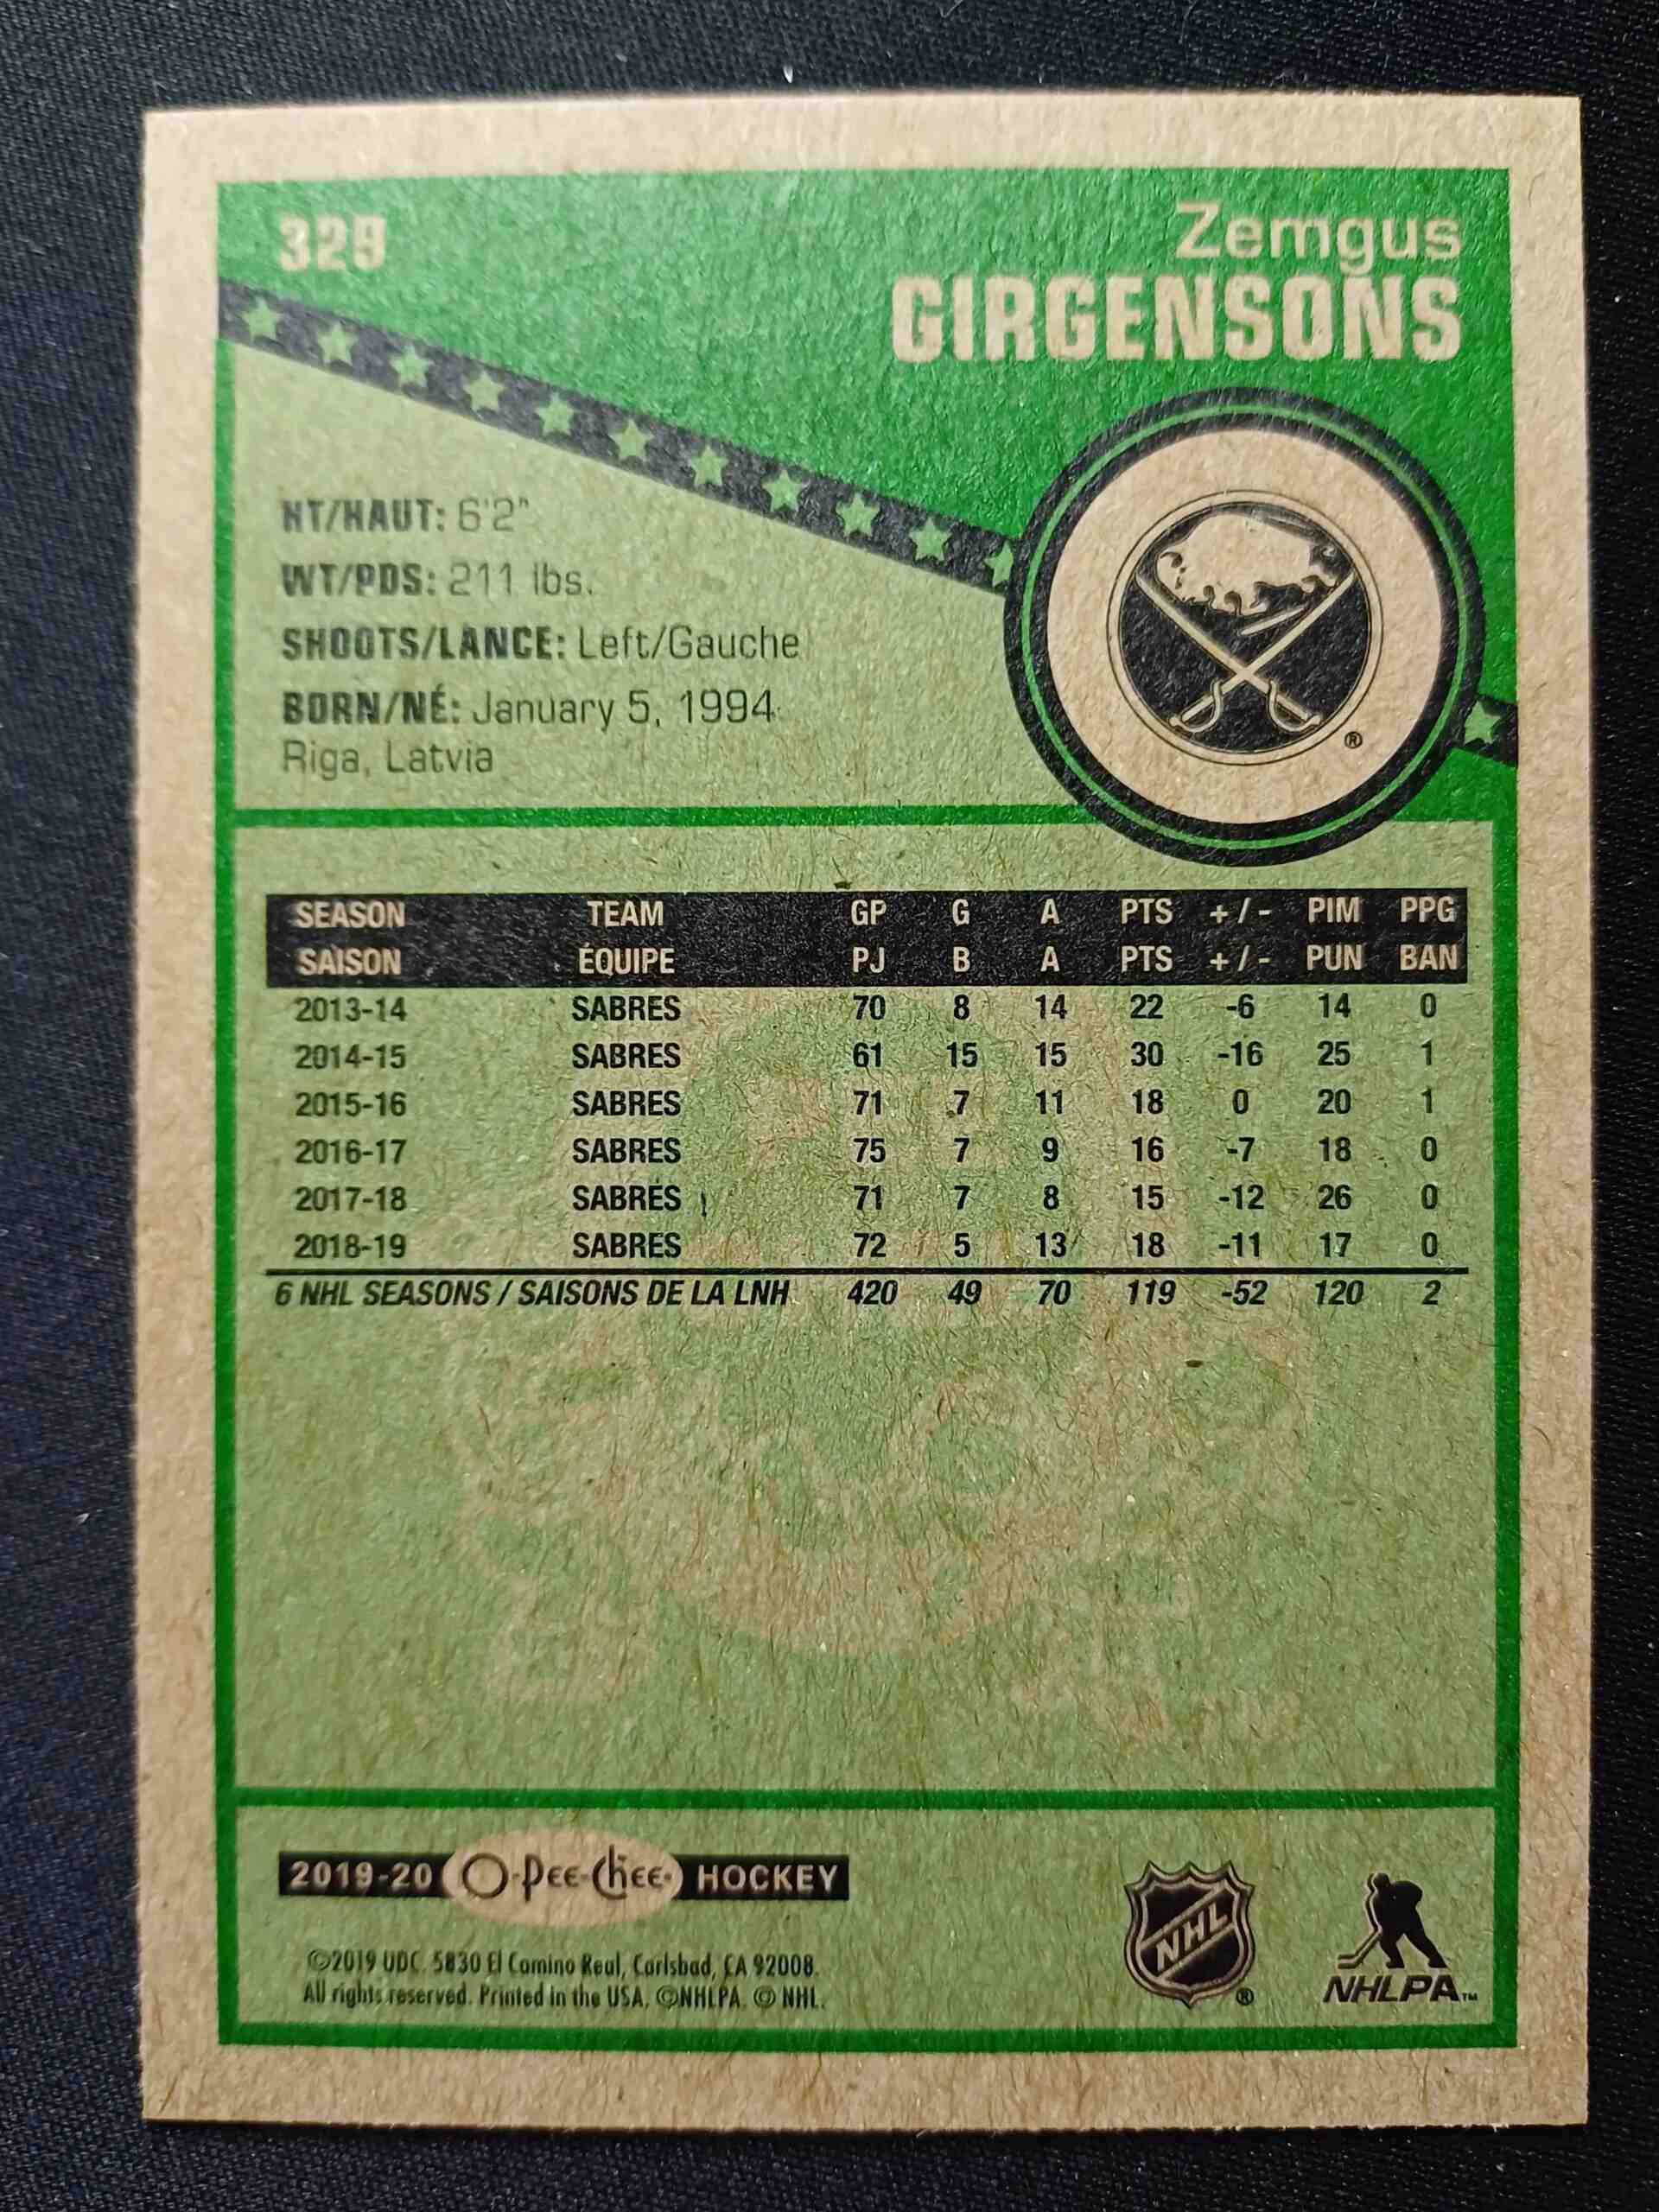 329
Zemgus
GIRGENSONS
HT/HAUT: 6'2"
WT/PDS: 211 lbs.
SHOOTS/LANCE: Left/Gauche
BORN/NÉ: January 5, 1994
Riga, Latvia
®
SEASON TEAM GP G A PTS +/- PIM PPG
SAISON ÉQUIPE PJ B A PTS +/- PUN BAN
2013-14 SABRES 70 8 14 22 -6 14 0
2014-15 SABRES 61 15 15 30 -16 25 1
2015-16 SABRES 71 7 11 18 0 20 1
2016-17 SABRES 75 7 9 16 -7 18 0
2017-18 SABRES 71 7 8 15 -12 26 0
2018-19 SABRES 72 5 13 18 -11 17 0
6 NHL SEASONS / SAISONS DE LA LNH 420 49 70 119 -52 120 2
2019-20 O-Pee-Chee HOCKEY
©2019 UDC. 5830 El Camino Real, Carlsbad, CA 92008.
All rights reserved. Printed in the USA. ©NHLPA. © NHL.
NHL ®
NHLPA™